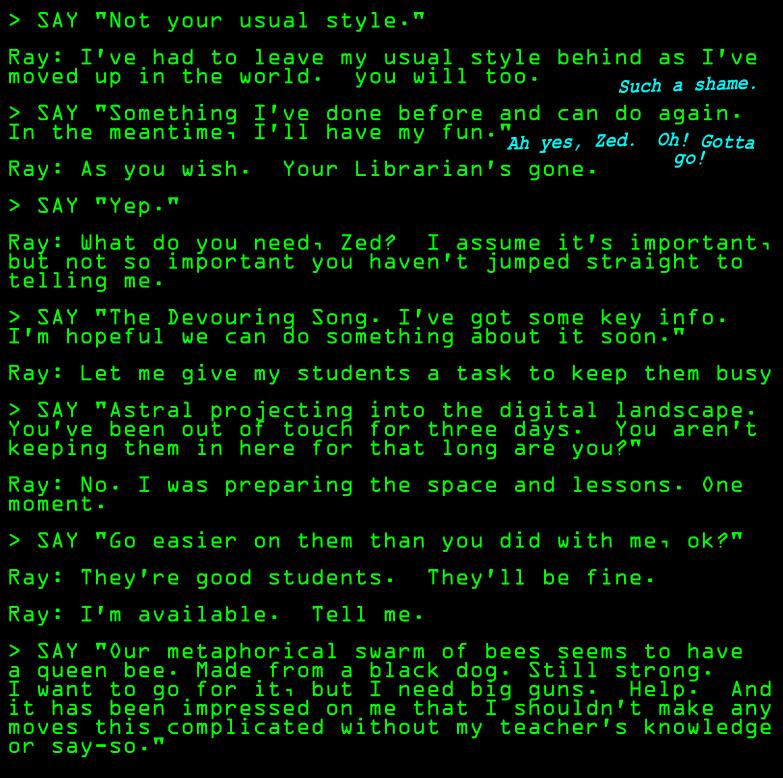 > SAY "Not your usual style."
Ray: I've had to leave my usual style behind as I've
moved up in the world.  you will too.
Such a shame.
> SAY "Something I've done before and can do again.
In the meantime, I'll have my fun."
Ah yes, Zed.  Oh! Gotta
go!
Ray: As you wish.  Your Librarian's gone.
> SAY "Yep."
Ray: What do you need, Zed?  I assume it's important,
but not so important you haven't jumped straight to
telling me.
> SAY "The Devouring Song. I've got some key info.
I'm hopeful we can do something about it soon."
Ray: Let me give my students a task to keep them busy
> SAY "Astral projecting into the digital landscape.
You've been out of touch for three days.  You aren't
keeping them in here for that long are you?"
Ray: No. I was preparing the space and lessons. One
moment.
> SAY "Go easier on them than you did with me, ok?"
Ray: They're good students.  They'll be fine.
Ray: I'm available.  Tell me.
> SAY "Our metaphorical swarm of bees seems to have
a queen bee. Made from a black dog. Still strong.
I want to go for it, but I need big guns.  Help.  And
it has been impressed on me that I shouldn't make any
moves this complicated without my teacher's knowledge
or say-so."